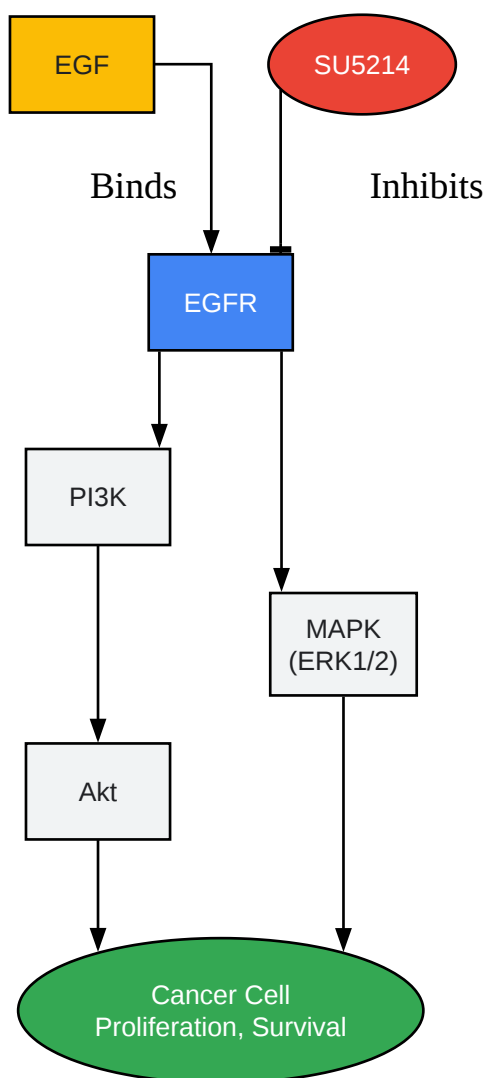 EGF
SU5214
Binds
Inhibits
EGFR
PI3K
MAPK
(ERK1/2)
Akt
Cancer Cell
Proliferation, Survival